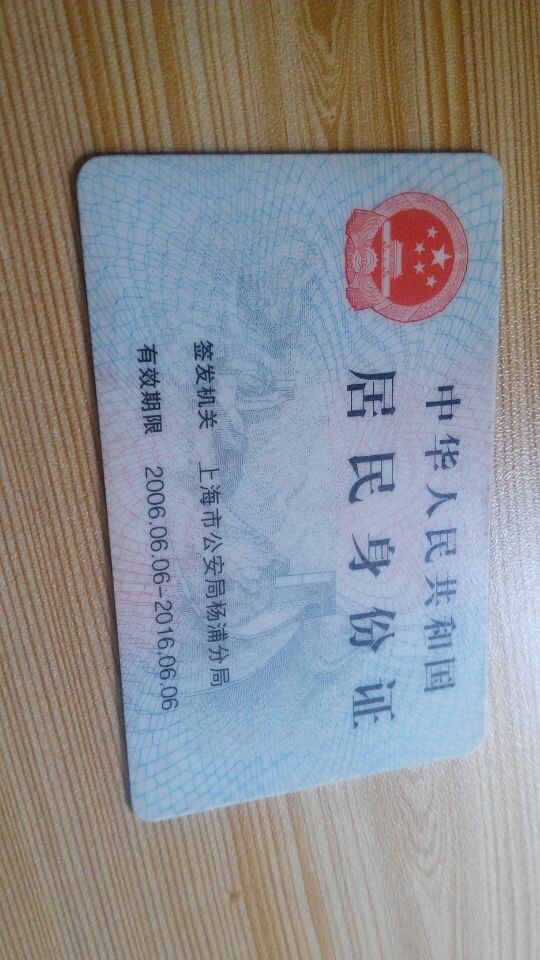 中华人民共和国
居民身份证
签发机关 上海市公安局杨浦分局
有效期限 2006.06.06-2016.06.06